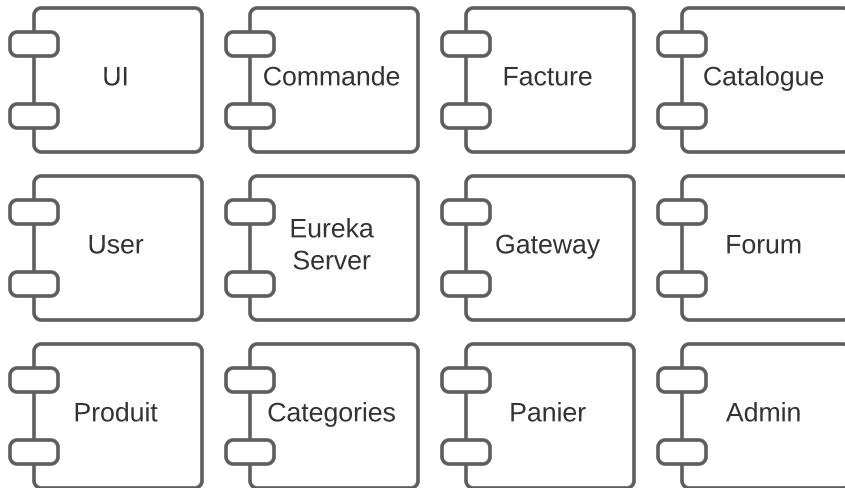 UI
Commande
Facture
Catalogue
User
Eureka
Server
Gateway
Forum
Produit
Categories
Panier
Admin